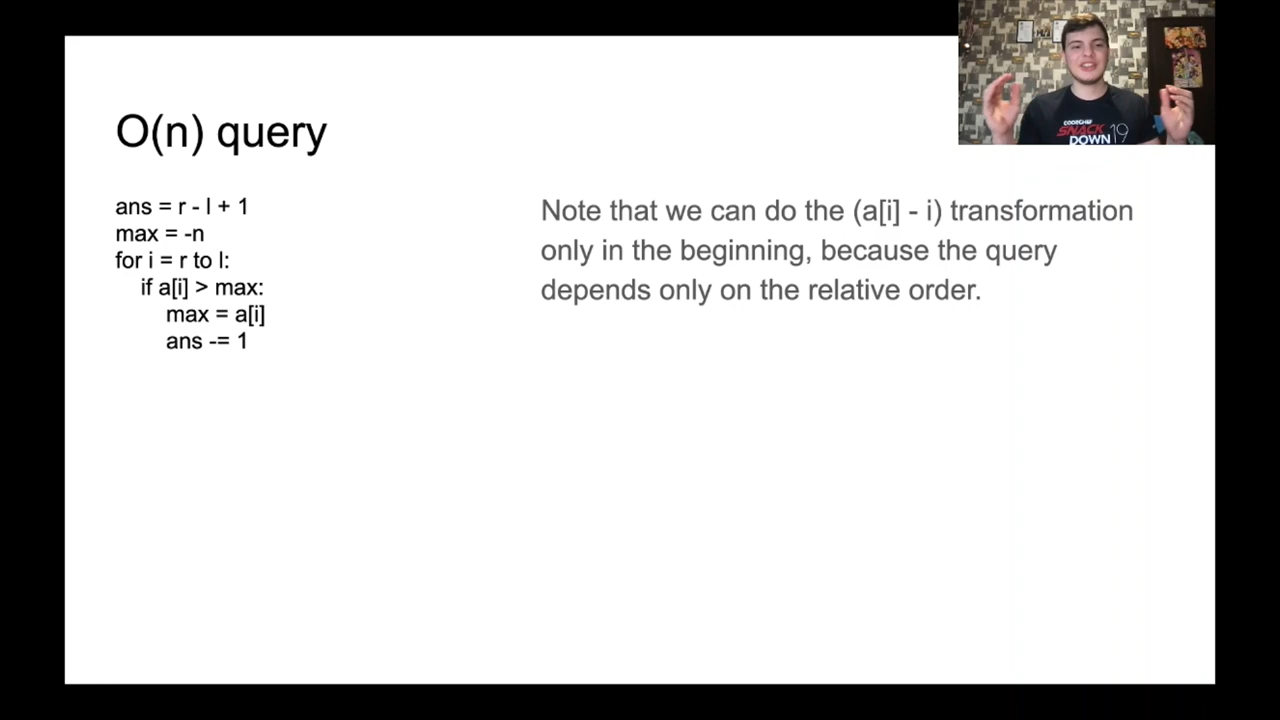 O(n) query
ans = r - l + 1
max = -n
for i = r to l:
if a[i] > max:
max = a[i]
ans -= 1
Note that we can do the (a[i] - i) transformation
only in the beginning, because the query
depends only on the relative order.
CODECHEF
SNACK
DOWN 19